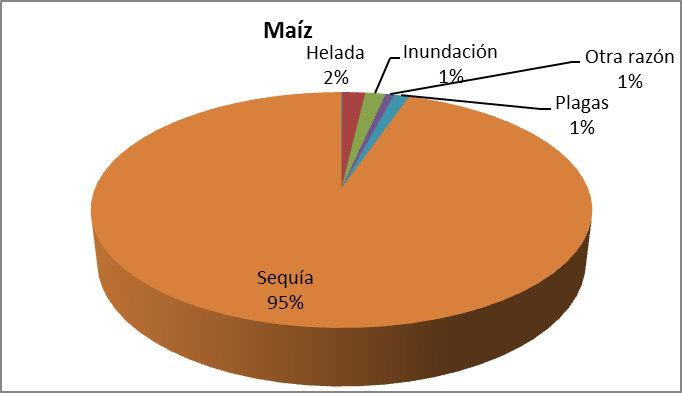 Maíz
Helada
2%
Inundación
1%
Otra razón
1%
Plagas
1%
Sequía
95%